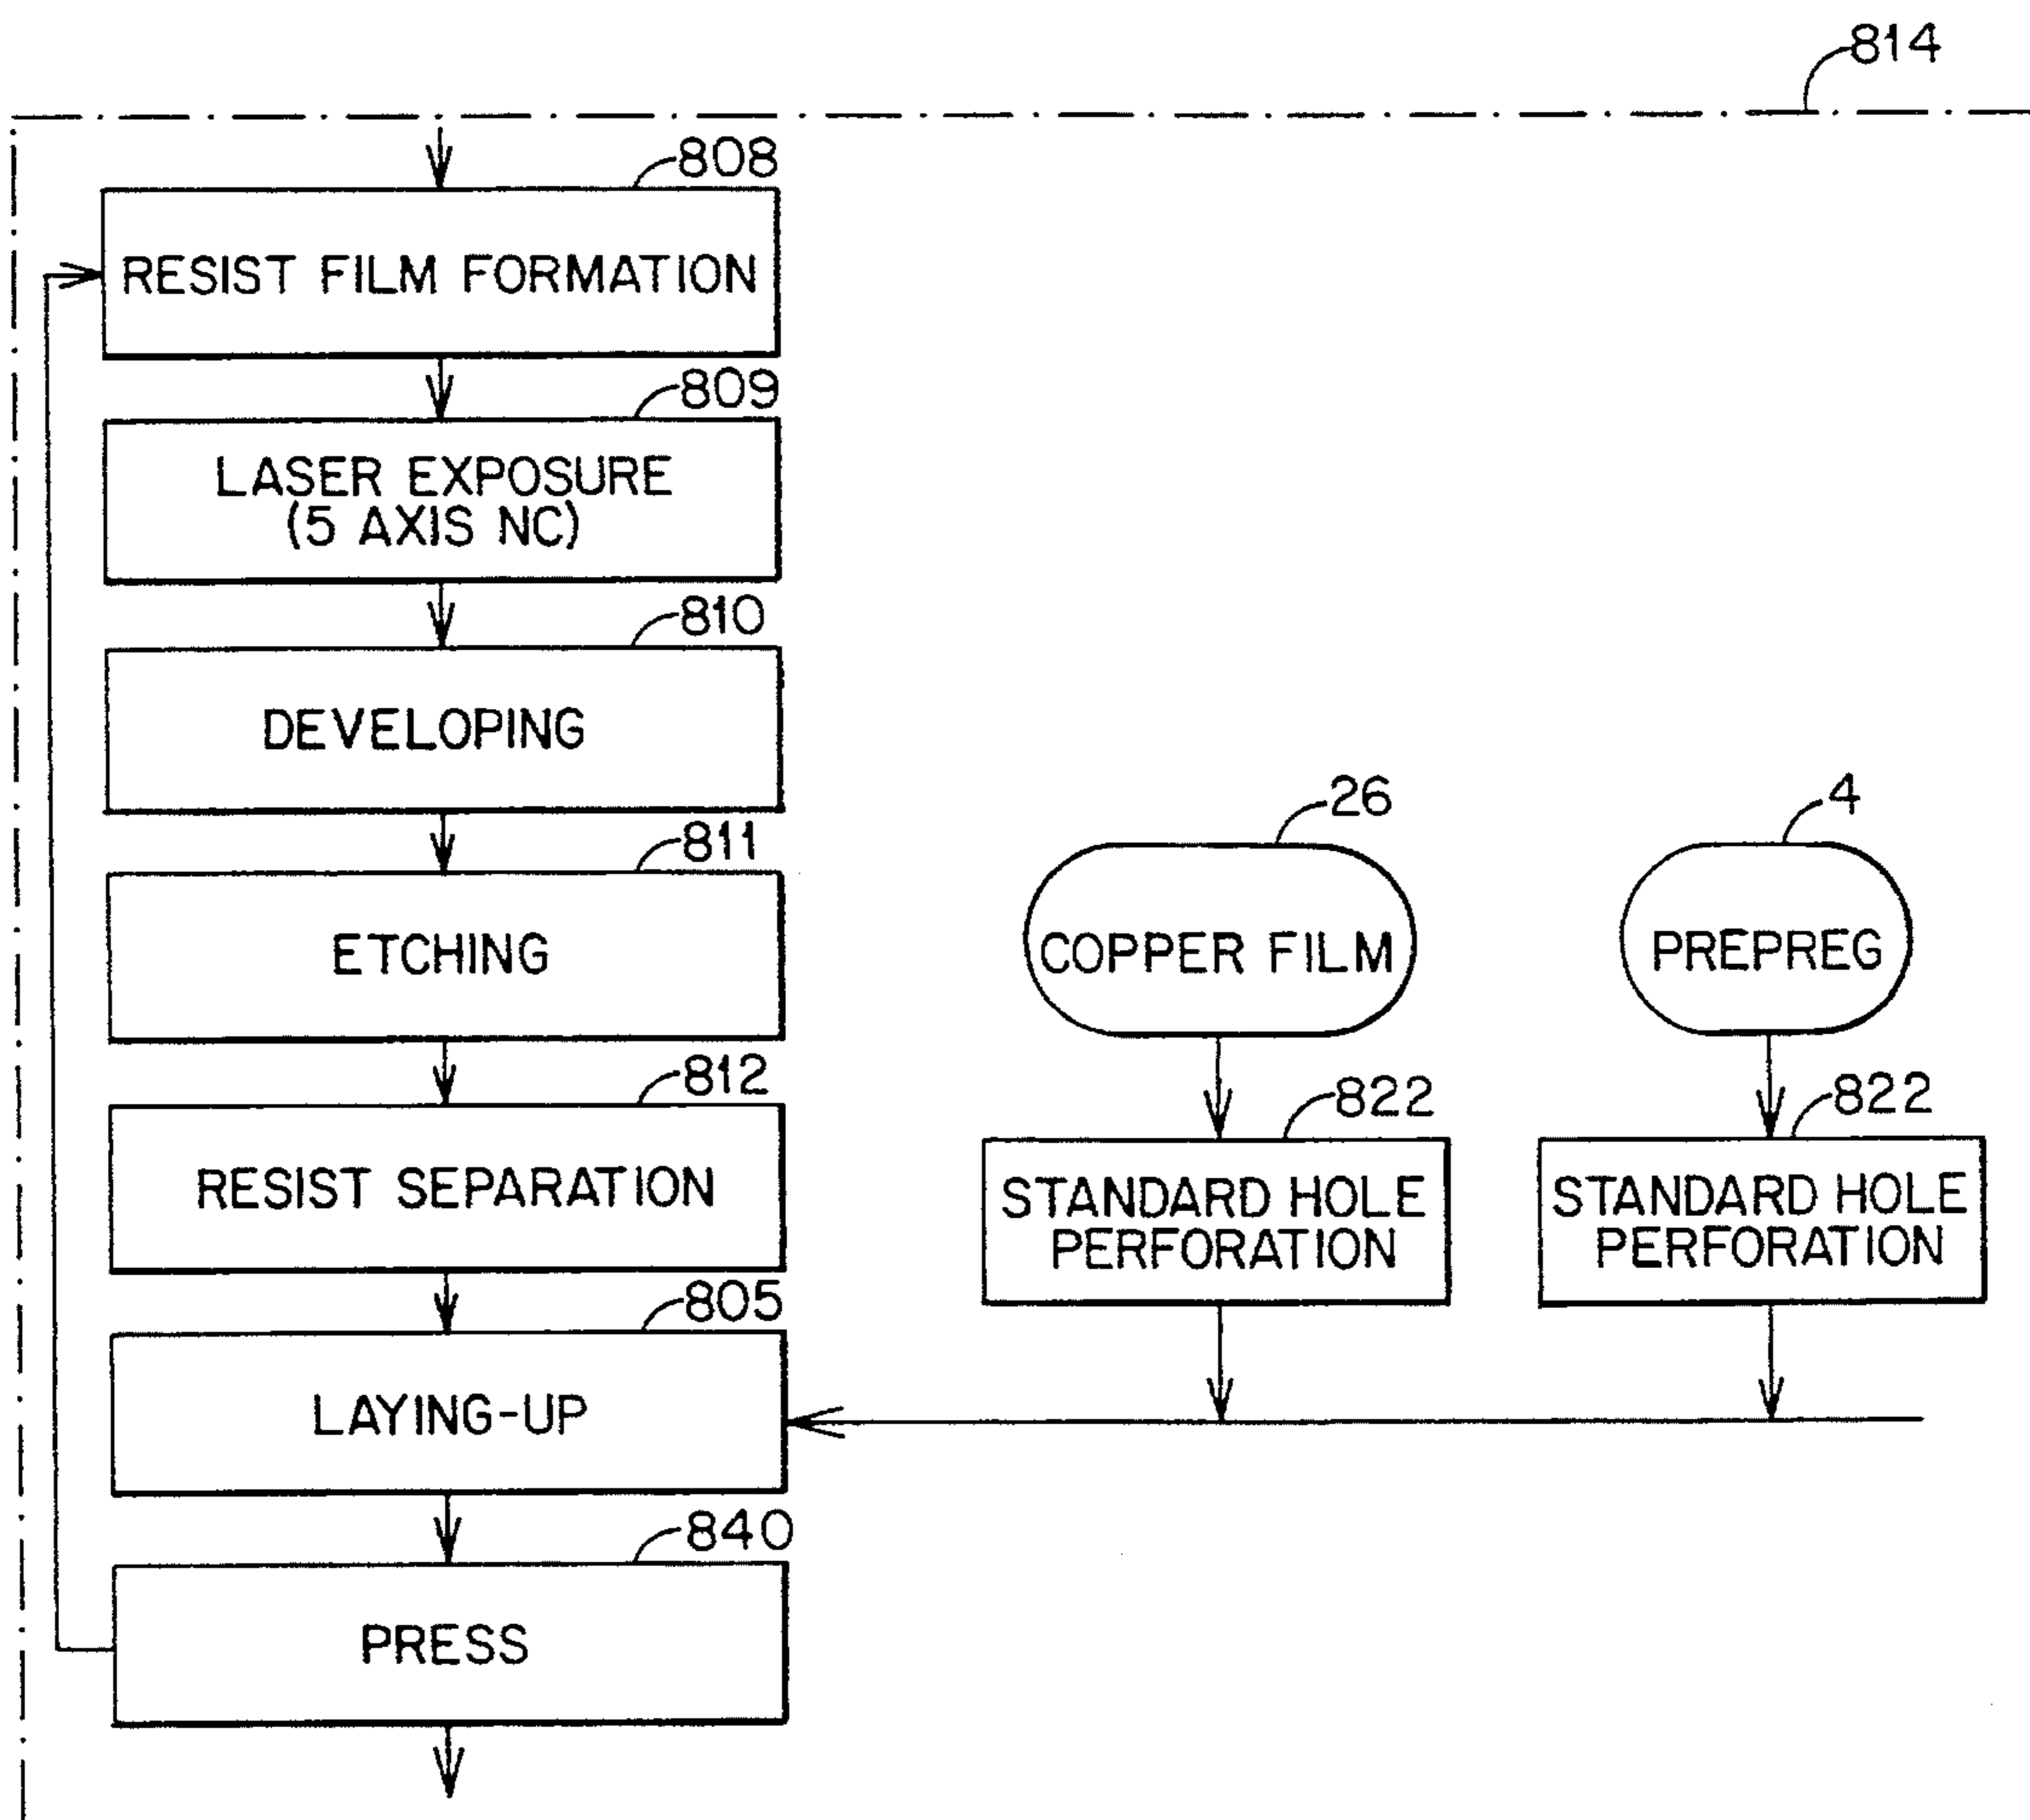 814
808
RESIST FILM FORMATION
809
LASER EXPOSURE
(5 AXIS NC)
810
DEVELOPING
811
ETCHING
812
RESIST SEPARATION
805
LAYING-UP
840
PRESS
26
COPPER FILM
822
STANDARD HOLE
PERFORATION
4
PREPREG
822
STANDARD HOLE
PERFORATION